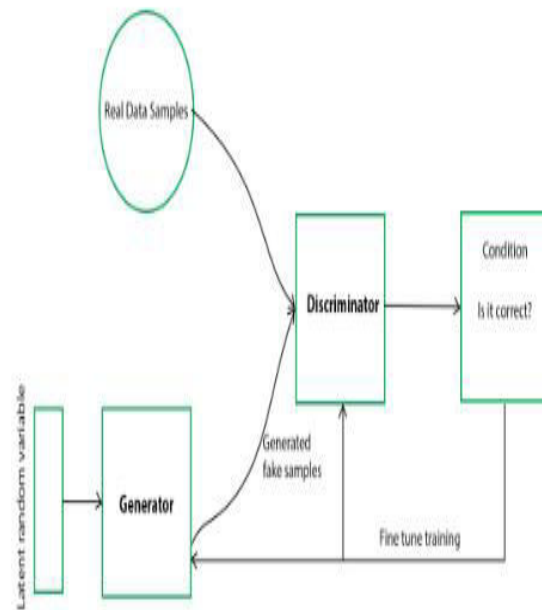 Real Data Samples
Discriminator
Condition
Is it correct?
Latent random variable
Generator
Generated
fake samples
Fine tune training